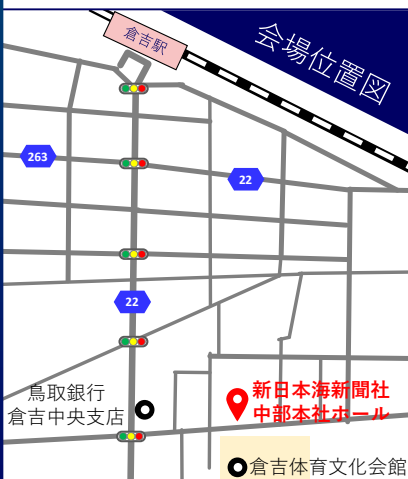 倉吉駅
会場位置図
263
22
22
鳥取銀行
倉吉中央支店
新日本海新聞社
中部本社ホール
倉吉体育文化会館